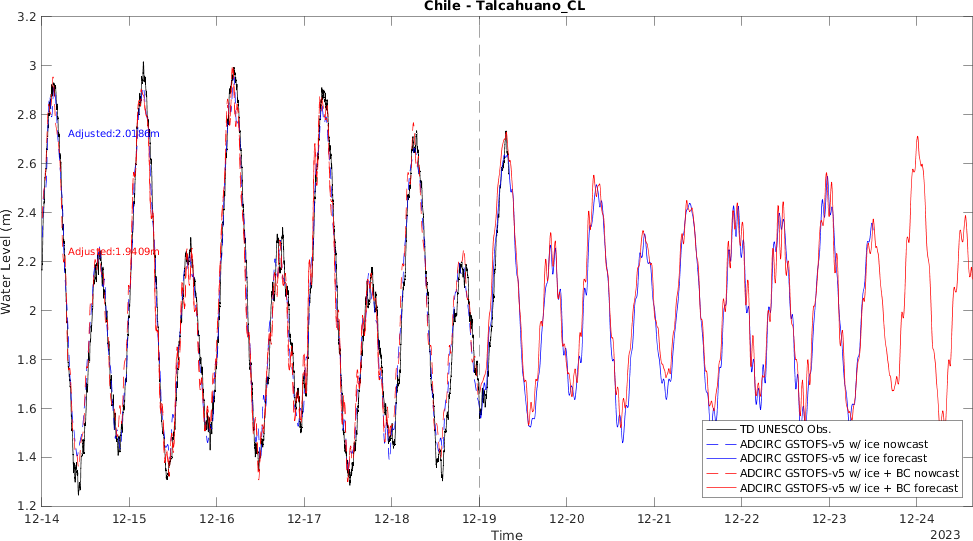 Chile - Talcahuano_CL
3.2
3
2.8
2.6
2.4
2.2
2
1.8
1.6
1.4
1.2
Water Level (m)
Adjusted:2.0186m
Adjusted:1.9409m
TD UNESCO Obs.
ADCIRC GSTOFS-v5 w/ ice nowcast
ADCIRC GSTOFS-v5 w/ ice forecast
ADCIRC GSTOFS-v5 w/ ice + BC nowcast
ADCIRC GSTOFS-v5 w/ ice + BC forecast
12-14 12-15 12-16 12-17 12-18 12-19 12-20 12-21 12-22 12-23 12-24
Time
2023